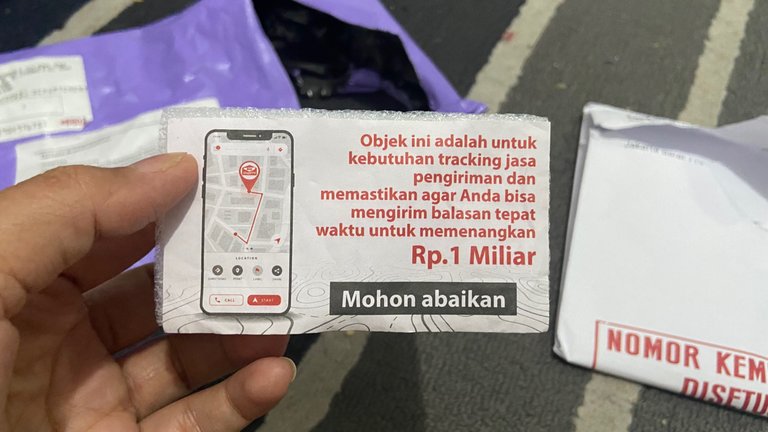 Objek ini adalah untuk
kebutuhan tracking jasa
pengiriman dan
memastikan agar Anda bisa
mengirim balasan tepat
waktu untuk memenangkan
Rp.1 Miliar
Mohon abaikan
LOCATION
CALL
START
NOMOR KEM
DISETU